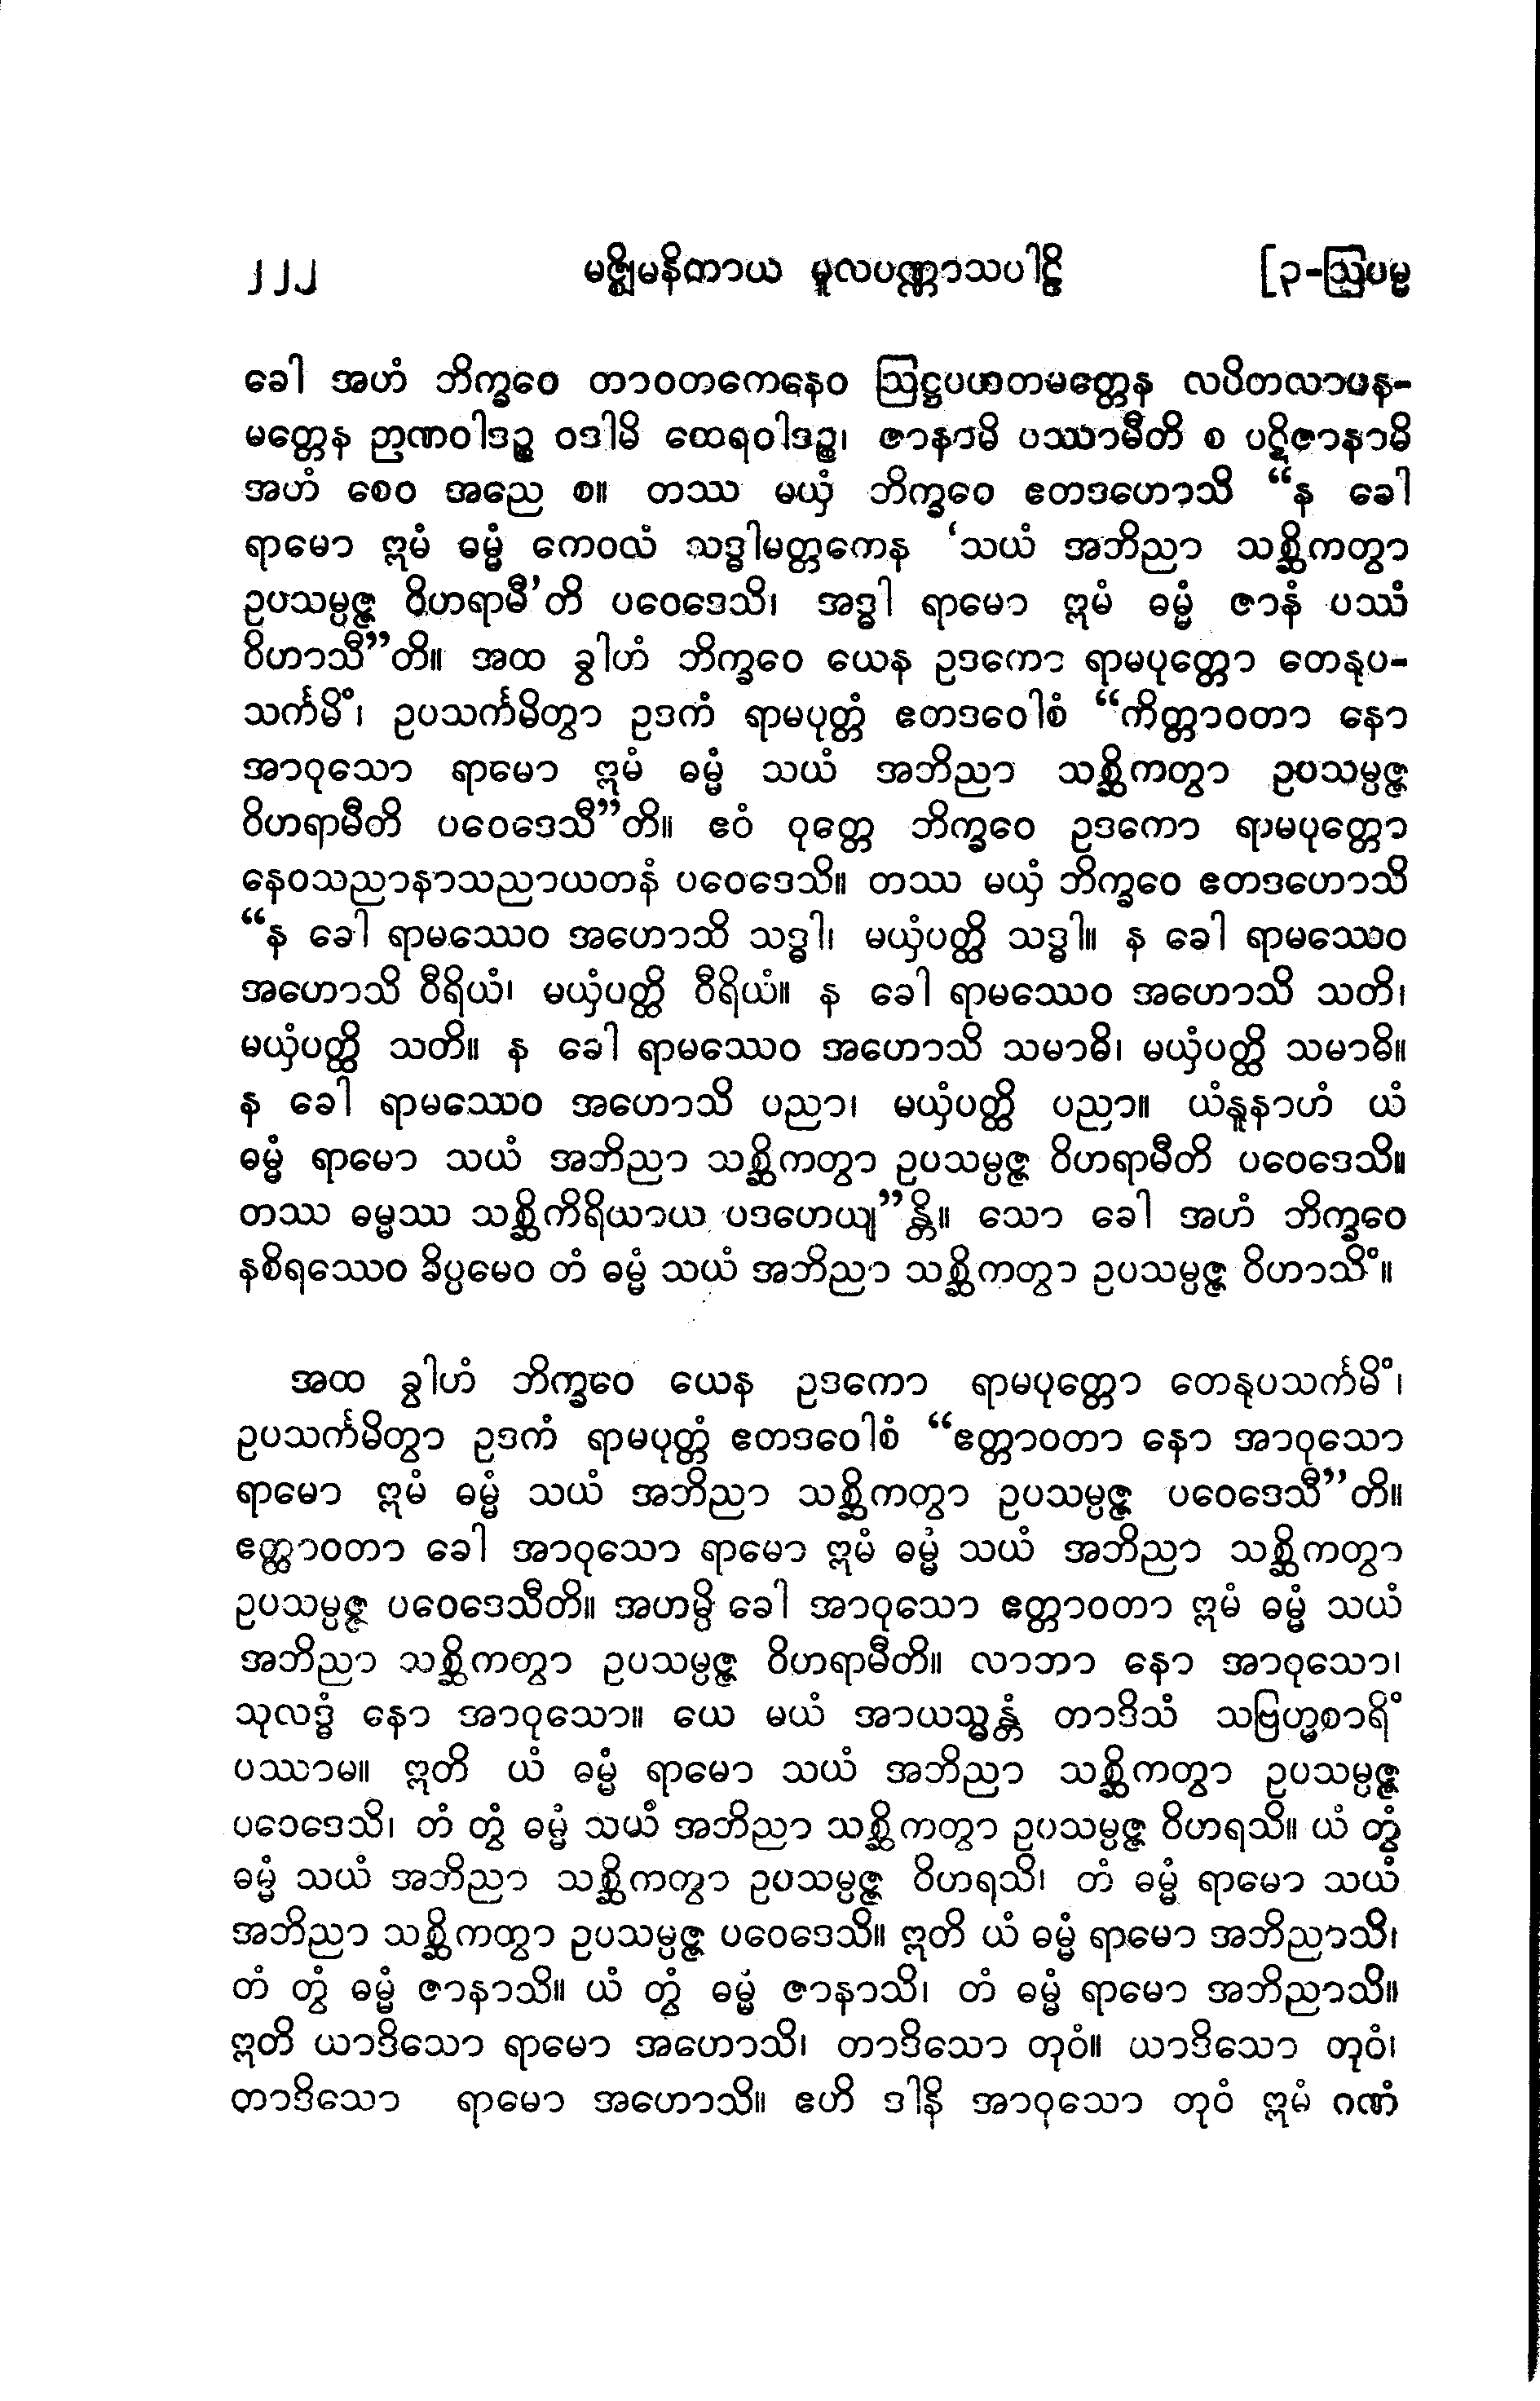 ၂၂၂ မဇ္ဈိမနိကာယ မူလပဏ္ဏာသပါဠိ [၃-ဩပမ္မ
ခေါ အဟံ ဘိက္ခဝေ တာဝတကေနေဝ ဩဋ္ဌပဟတမတ္တေန လပိတလာပန-
မတ္တေန ဉာဏဝါဒဉ္စ ဝဒါမိ ထေရဝါဒဉ္စ၊ ဇာနာမိ ပဿာမီတိ စ ပဋိဇာနာမိ
အဟံ စေဝ အညေ စ။ တဿ မယှံ ဘိက္ခဝေ ဧတဒဟောသိ “န ခေါ
ရာမော ဣမံ ဓမ္မံ ကေဝလံ သဒ္ဓါမတ္တကေန ‘သယံ အဘိညာ သစ္ဆိကတွာ
ဥပသမ္ပဇ္ဇ ဝိဟရာမီ’တိ ပဝေဒေသိ၊ အဒ္ဓါ ရာမော ဣမံ ဓမ္မံ ဇာနံ ပဿံ
ဝိဟာသီ”တိ။ အထ ခွါဟံ ဘိက္ခဝေ ယေန ဥဒကော ရာမပုတ္တော တေနုပ-
သင်္ကမိံ၊ ဥပသင်္ကမိတွာ ဥဒကံ ရာမပုတ္တံ ဧတဒဝေါစံ “ကိတ္တာဝတာ နော
အာဝုသော ရာမော ဣမံ ဓမ္မံ သယံ အဘိညာ သစ္ဆိကတွာ ဥပသမ္ပဇ္ဇ
ဝိဟရာမီတိ ပဝေဒေသီ”တိ။ ဧဝံ ဝုတ္တေ ဘိက္ခဝေ ဥဒကော ရာမပုတ္တော
နေဝသညာနာသညာယတနံ ပဝေဒေသိ။ တဿ မယှံ ဘိက္ခဝေ ဧတဒဟောသိ
“န ခေါ ရာမဿေဝ အဟောသိ သဒ္ဓါ၊ မယှံပတ္ထိ သဒ္ဓါ။ န ခေါ ရာမဿေဝ
အဟောသိ ဝီရိယံ၊ မယှံပတ္ထိ ဝီရိယံ။ န ခေါ ရာမဿေဝ အဟောသိ သတိ၊
မယှံပတ္ထိ သတိ။ န ခေါ ရာမဿေဝ အဟောသိ သမာဓိ၊ မယှံပတ္ထိ သမာဓိ။
န ခေါ ရာမဿေဝ အဟောသိ ပညာ၊ မယှံပတ္ထိ ပညာ။ ယံနူနာဟံ ယံ
ဓမ္မံ ရာမော သယံ အဘိညာ သစ္ဆိကတွာ ဥပသမ္ပဇ္ဇ ဝိဟရာမီတိ ပဝေဒေသိ။
တဿ ဓမ္မဿ သစ္ဆိကိရိယာယ ပဒဟေယျ”န္တိ။ သော ခေါ အဟံ ဘိက္ခဝေ
နစိရဿေဝ ခိပ္ပမေဝ တံ ဓမ္မံ သယံ အဘိညာ သစ္ဆိကတွာ ဥပသမ္ပဇ္ဇ ဝိဟာသိံ။
အထ ခွါဟံ ဘိက္ခဝေ ယေန ဥဒကော ရာမပုတ္တော တေနုပသင်္ကမိံ၊
ဥပသင်္ကမိတွာ ဥဒကံ ရာမပုတ္တံ ဧတဒဝေါစံ “ဧတ္တာဝတာ နော အာဝုသော
ရာမော ဣမံ ဓမ္မံ သယံ အဘိညာ သစ္ဆိကတွာ ဥပသမ္ပဇ္ဇ ပဝေဒေသီ”တိ။
ဧတ္တာဝတာ ခေါ အာဝုသော ရာမော ဣမံ ဓမ္မံ သယံ အဘိညာ သစ္ဆိကတွာ
ဥပသမ္ပဇ္ဇ ပဝေဒေသီတိ။ အဟမ္ပိ ခေါ အာဝုသော ဧတ္တာဝတာ ဣမံ ဓမ္မံ သယံ
အဘိညာ သစ္ဆိကတွာ ဥပသမ္ပဇ္ဇ ဝိဟရာမီတိ။ လာဘာ နော အာဝုသော၊
သုလဒ္ဓံ နော အာဝုသော။ ယေ မယံ အာယသ္မန္တံ တာဒိသံ သဗြဟ္မစာရိံ
ပဿာမ။ ဣတိ ယံ ဓမ္မံ ရာမော သယံ အဘိညာ သစ္ဆိကတွာ ဥပသမ္ပဇ္ဇ
ပဝေဒေသိ၊ တံ တွံ ဓမ္မံ သယံ အဘိညာ သစ္ဆိကတွာ ဥပသမ္ပဇ္ဇ ဝိဟရသိ။ ယံ တွံ
ဓမ္မံ သယံ အဘိညာ သစ္ဆိကတွာ ဥပသမ္ပဇ္ဇ ဝိဟရသိ၊ တံ ဓမ္မံ ရာမော သယံ
အဘိညာ သစ္ဆိကတွာ ဥပသမ္ပဇ္ဇ ပဝေဒေသိ။ ဣတိ ယံ ဓမ္မံ ရာမော အဘိညာသိ၊
တံ တွံ ဓမ္မံ ဇာနာသိ။ ယံ တွံ ဓမ္မံ ဇာနာသိ၊ တံ ဓမ္မံ ရာမော အဘိညာသိ။
ဣတိ ယာဒိသော ရာမော အဟောသိ၊ တာဒိသော တုဝံ။ ယာဒိသော တုဝံ၊
တာဒိသော ရာမော အဟောသိ။ ဧဟိ ဒါနိ အာဝုသော တုဝံ ဣမံ ဂဏံ